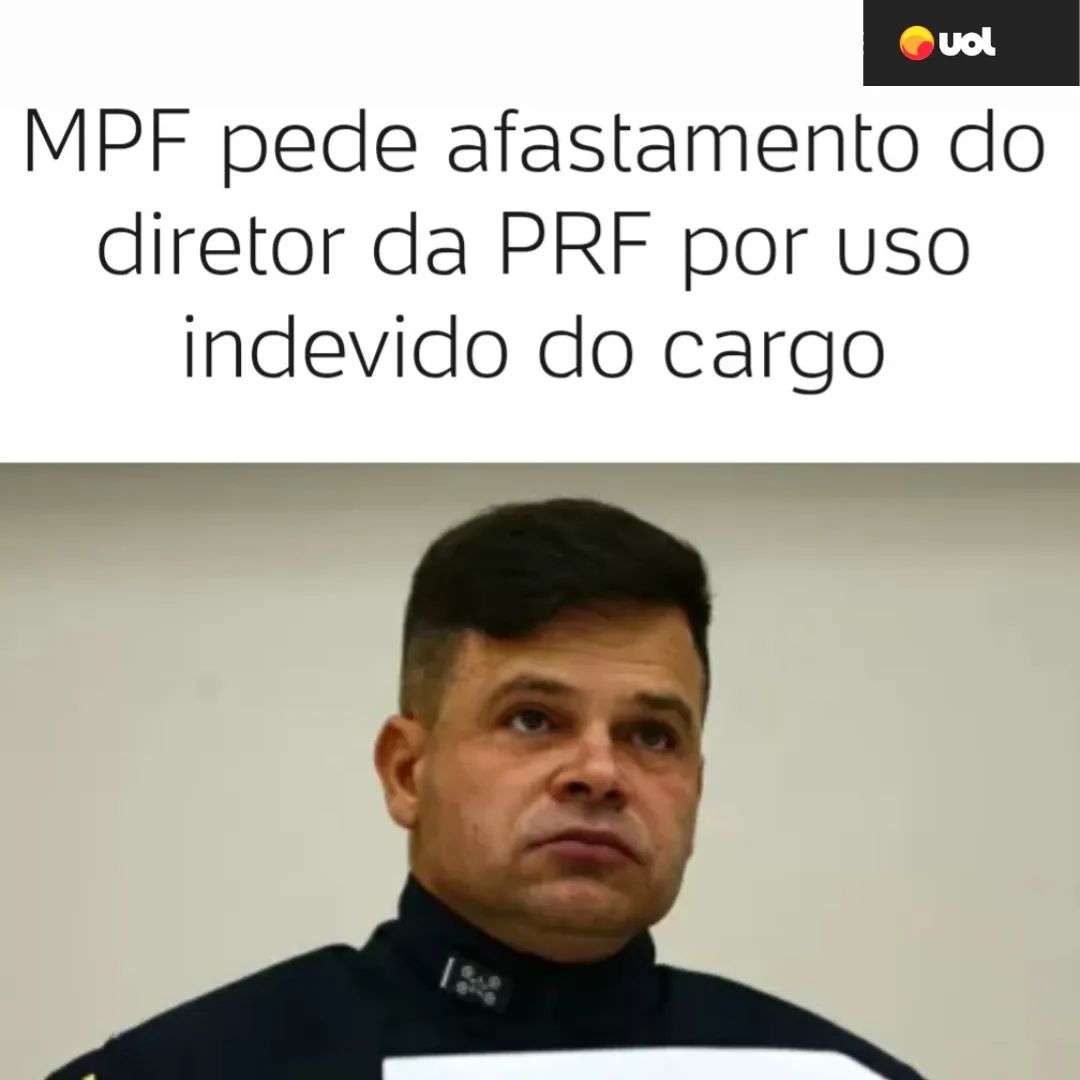 uol
MPF pede afastamento do
diretor da PRF por uso
indevido do cargo